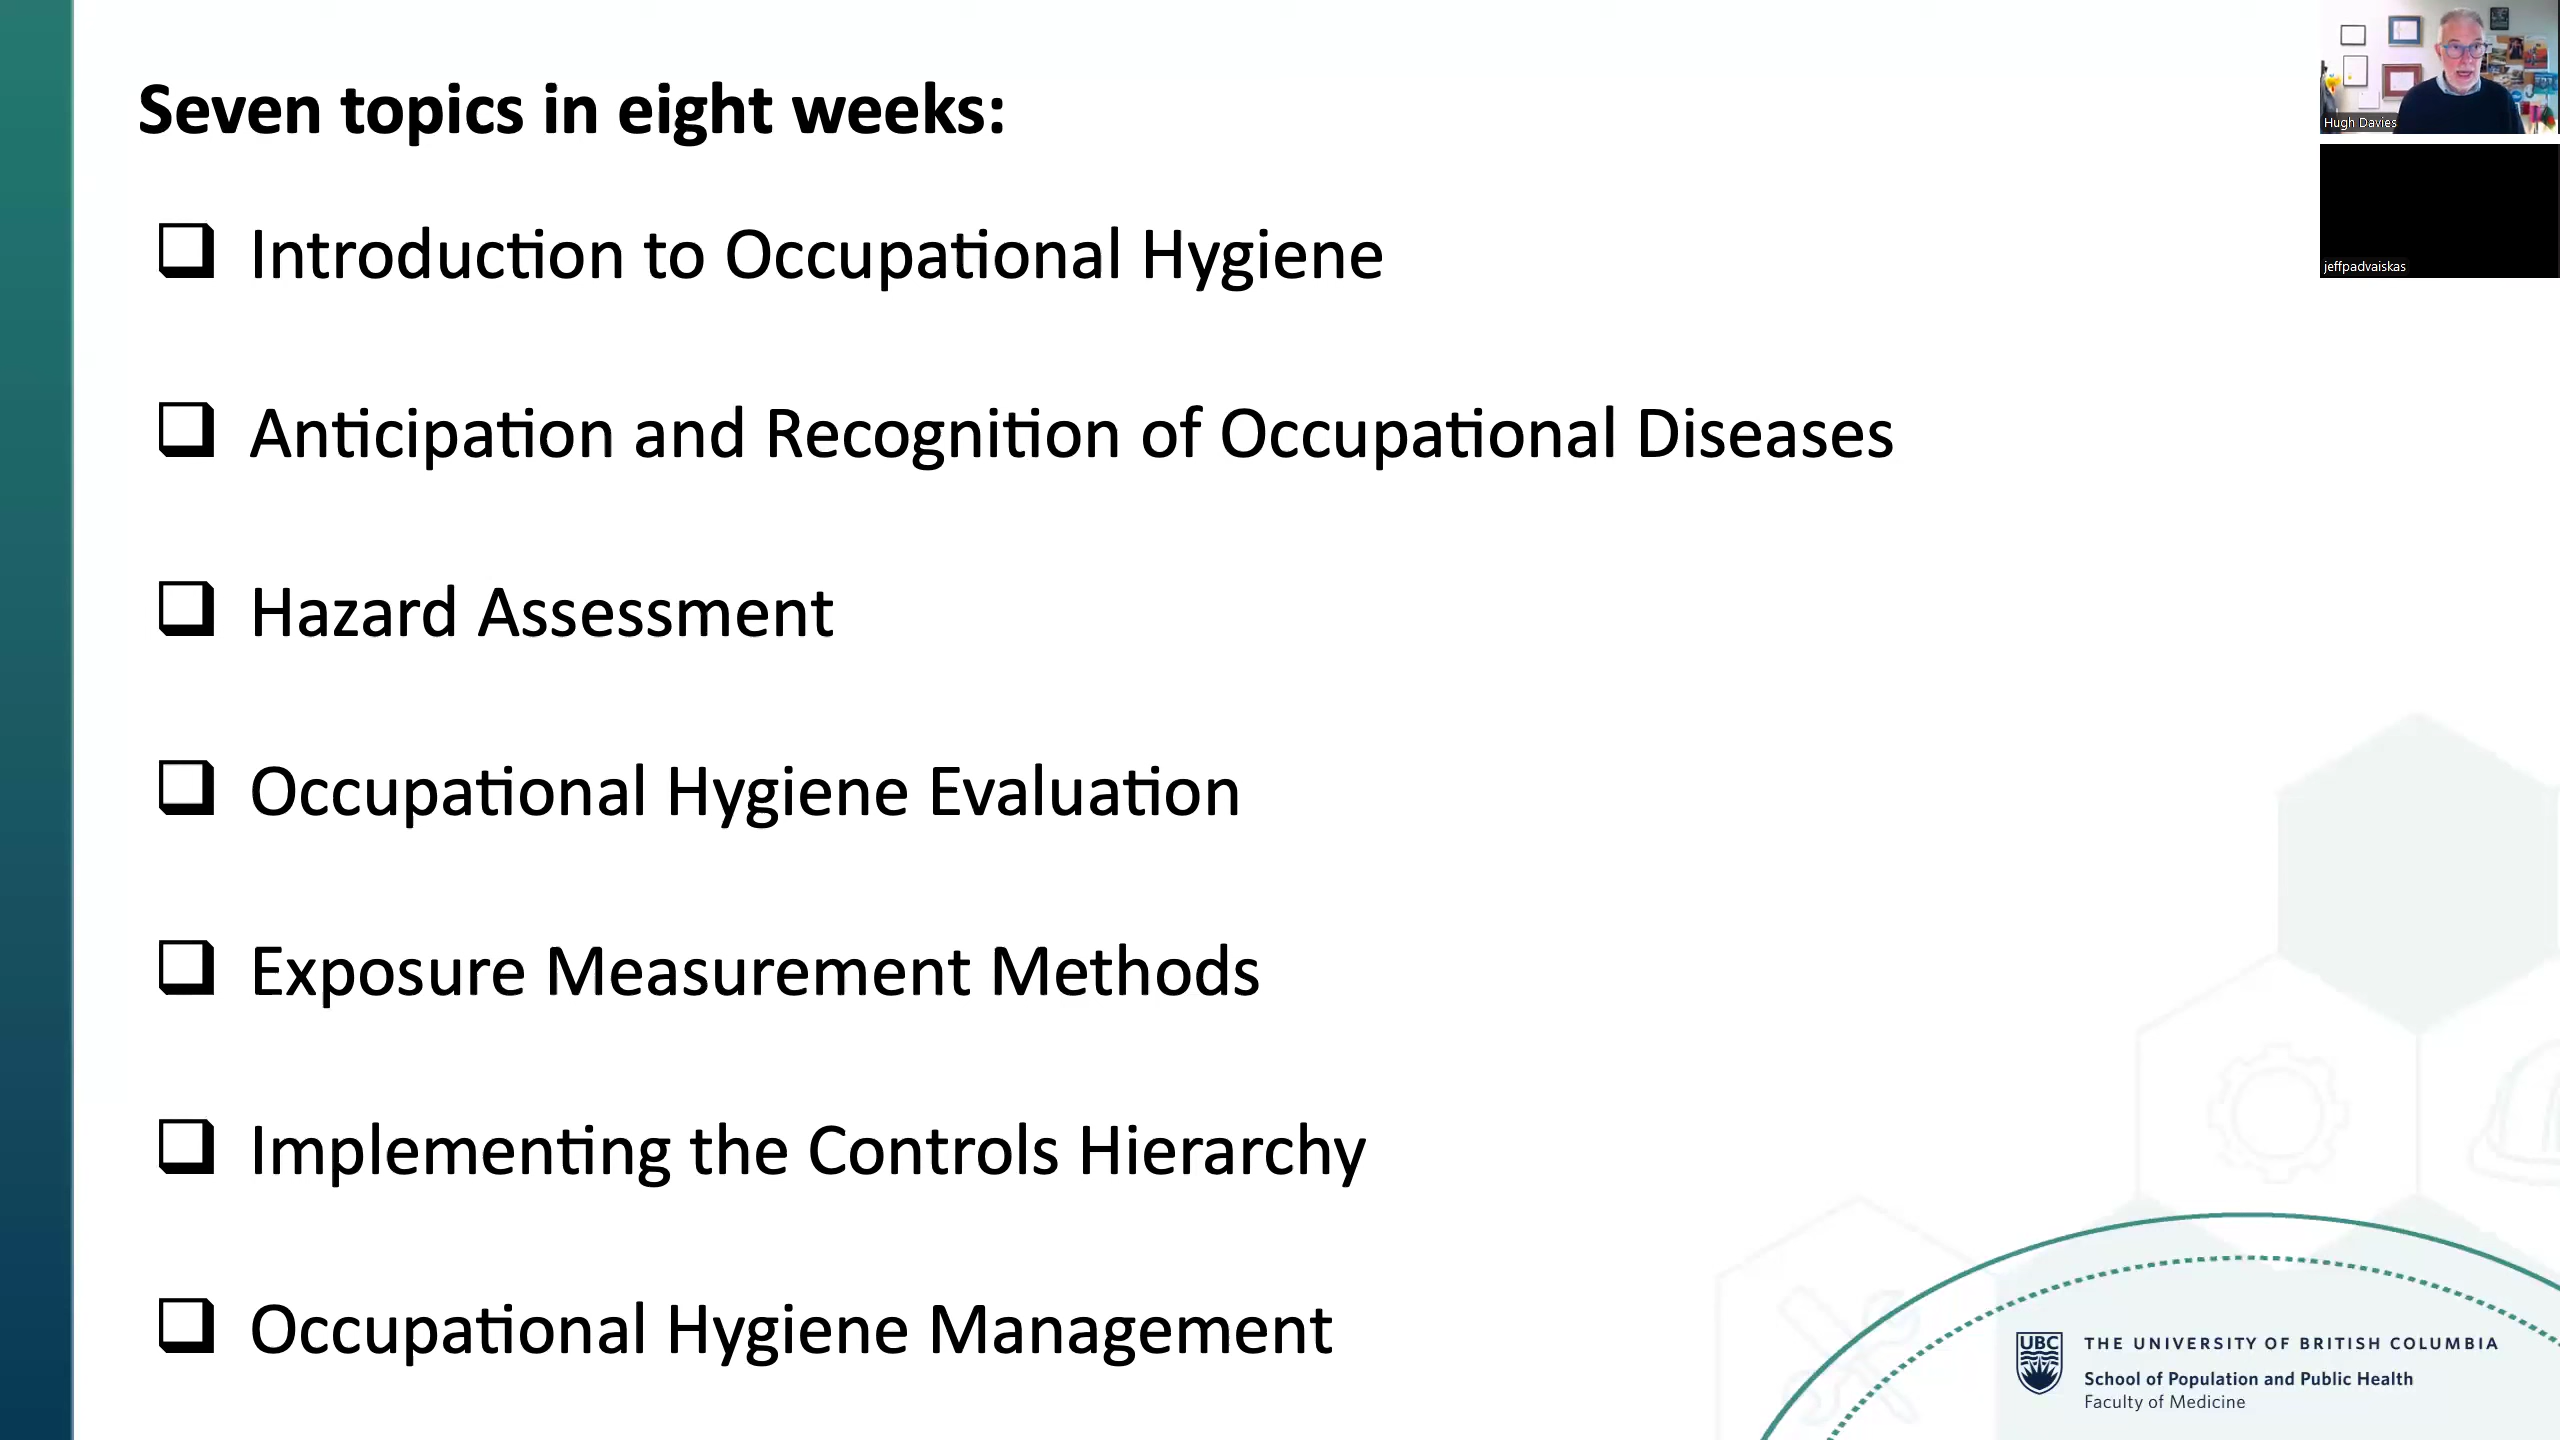 Seven topics in eight weeks:
Introduction to Occupational Hygiene
Anticipation and Recognition of Occupational Diseases
Hazard Assessment
Occupational Hygiene Evaluation
Exposure Measurement Methods
Implementing the Controls Hierarchy
Occupational Hygiene Management
Hugh Davies
jeffpadvaiskas
UBC
THE UNIVERSITY OF BRITISH COLUMBIA
School of Population and Public Health
Faculty of Medicine